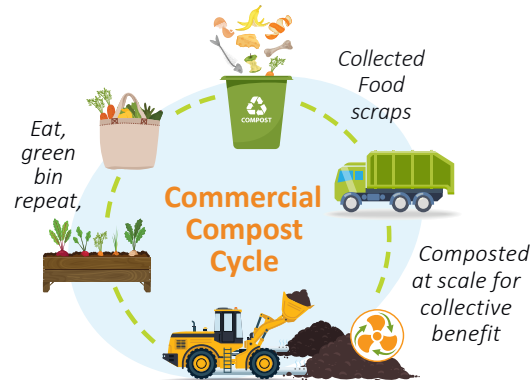 COMPOST
Collected
Food
scraps
Eat,
green
bin
repeat,
Commercial
Compost
Cycle
Composted
at scale for
collective
benefit